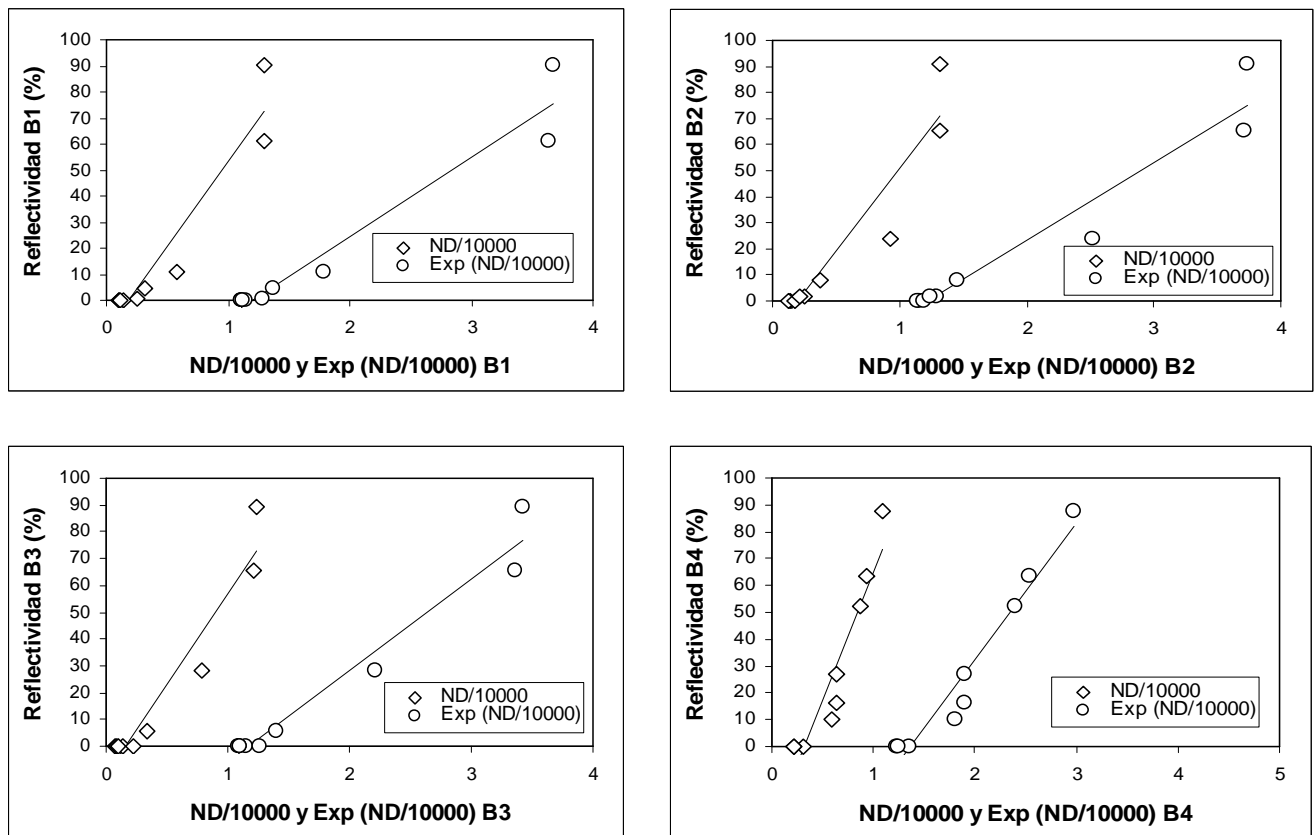 Reflectividad B1 (%)
100
90
80
70
60
50
40
30
20
10
0
ND/10000
Exp (ND/10000)
0 1 2 3 4
ND/10000 y Exp (ND/10000) B1
Reflectividad B2 (%)
100
90
80
70
60
50
40
30
20
10
0
ND/10000
Exp (ND/10000)
0 1 2 3 4
ND/10000 y Exp (ND/10000) B2
Reflectividad B3 (%)
100
90
80
70
60
50
40
30
20
10
0
ND/10000
Exp (ND/10000)
0 1 2 3 4
ND/10000 y Exp (ND/10000) B3
Reflectividad B4 (%)
100
90
80
70
60
50
40
30
20
10
0
ND/10000
Exp (ND/10000)
0 1 2 3 4 5
ND/10000 y Exp (ND/10000) B4